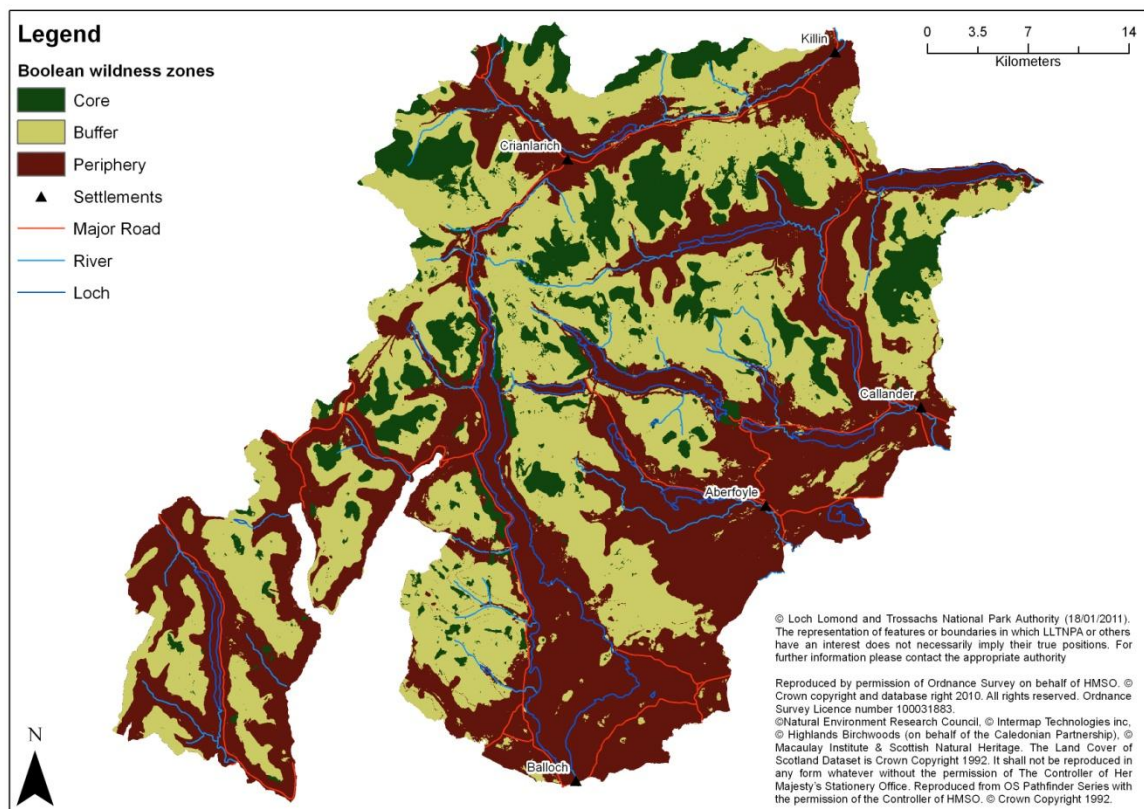 Legend
Boolean wildness zones
Core
Buffer
Periphery
Settlements
Major Road
River
Loch
Killin
0 3.5 7 14
Kilometers
Crianlarich
Callander
Aberfoyle
Balloch
N
© Loch Lomond and Trossachs National Park Authority (18/01/2011).
The representation of features or boundaries in which LLTNPA or others
have an interest does not necessarily imply their true positions. For
further information please contact the appropriate authority
Reproduced by permission of Ordnance Survey on behalf of HMSO. ©
Crown copyright and database right 2010. All rights reserved. Ordnance
Survey Licence number 100031883.
©Natural Environment Research Council, © Intermap Technologies inc,
© Highlands Birchwoods (on behalf of the Caledonian Partnership), ©
Macaulay Institute & Scottish Natural Heritage. The Land Cover of
Scotland Dataset is Crown Copyright 1992. It shall not be reproduced in
any form whatever without the permission of The Controller of Her
Majesty's Stationery Office. Reproduced from OS Pathfinder Series with
the permission of the Controller of HMSO. © Crown Copyright 1992.